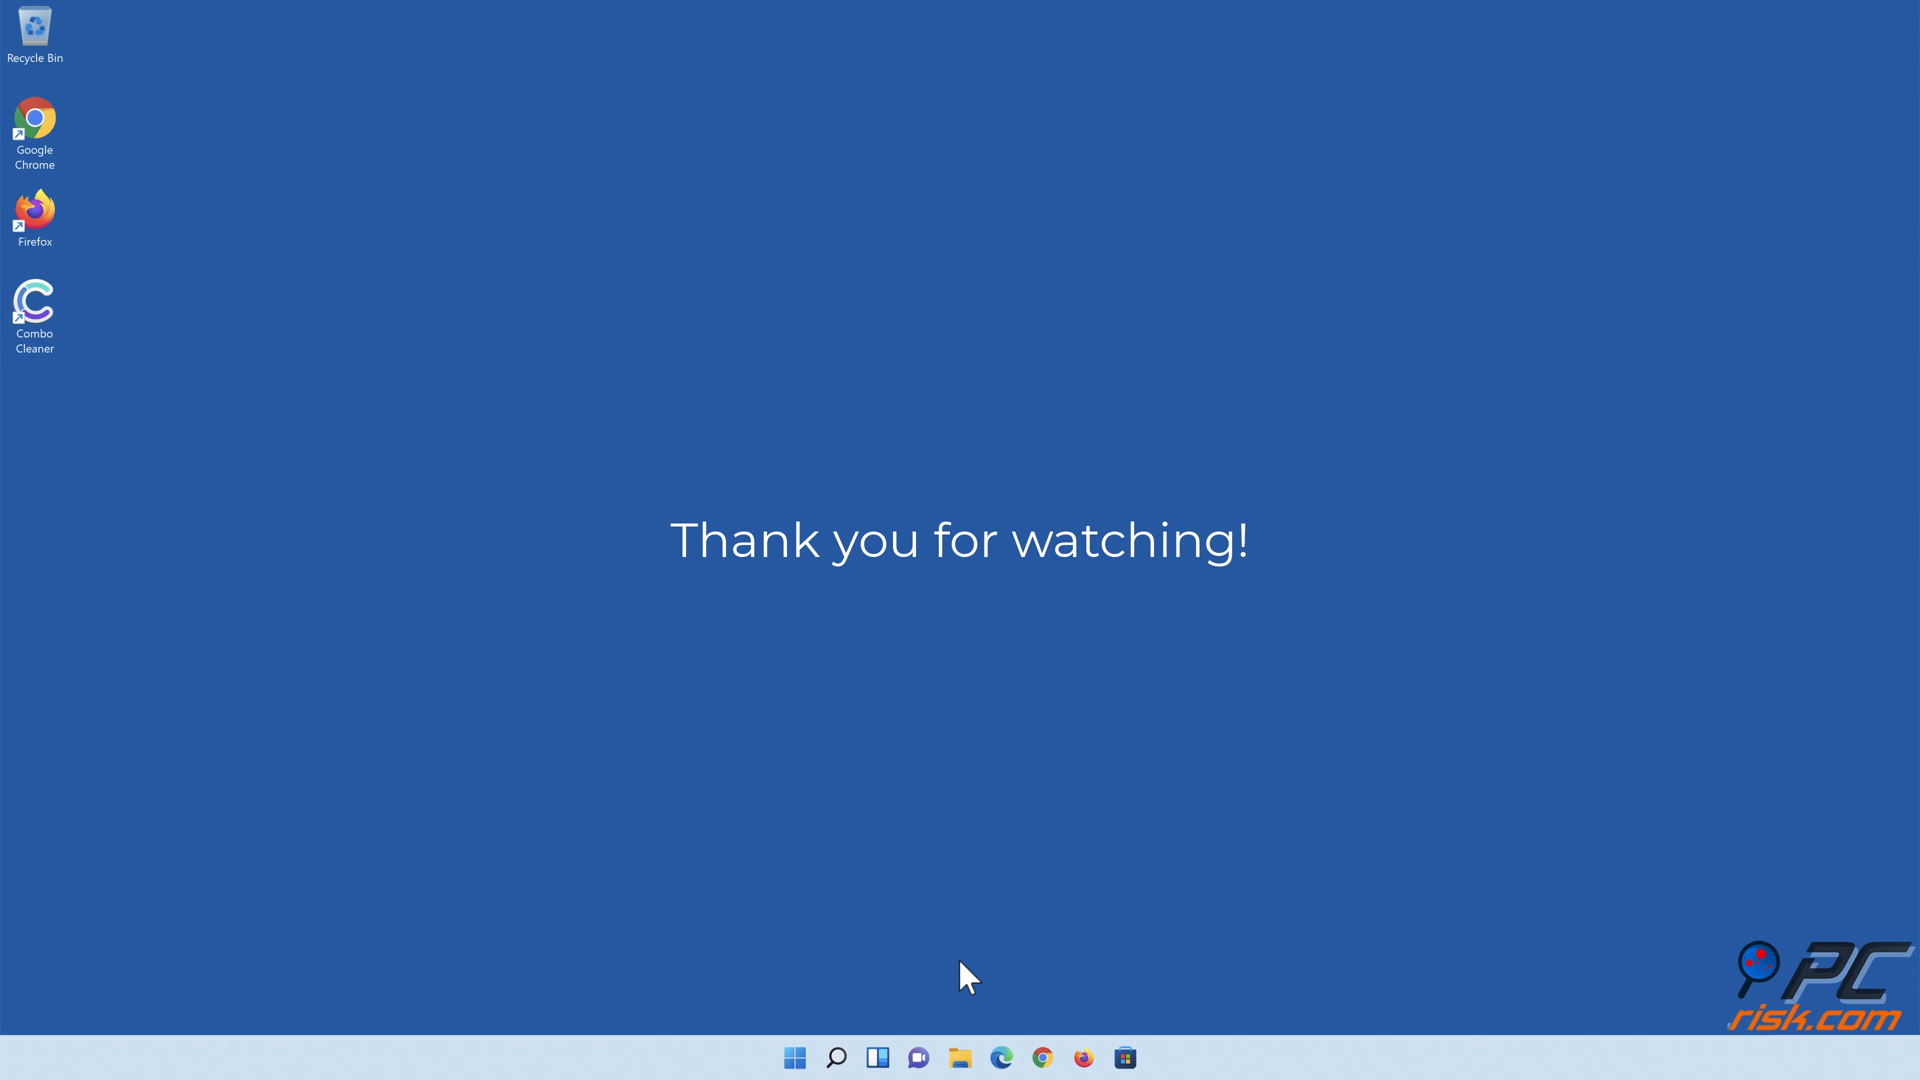 Recycle Bin
Google
Chrome
Firefox
Combo
Cleaner
Thank you for watching!
PC
risk.com